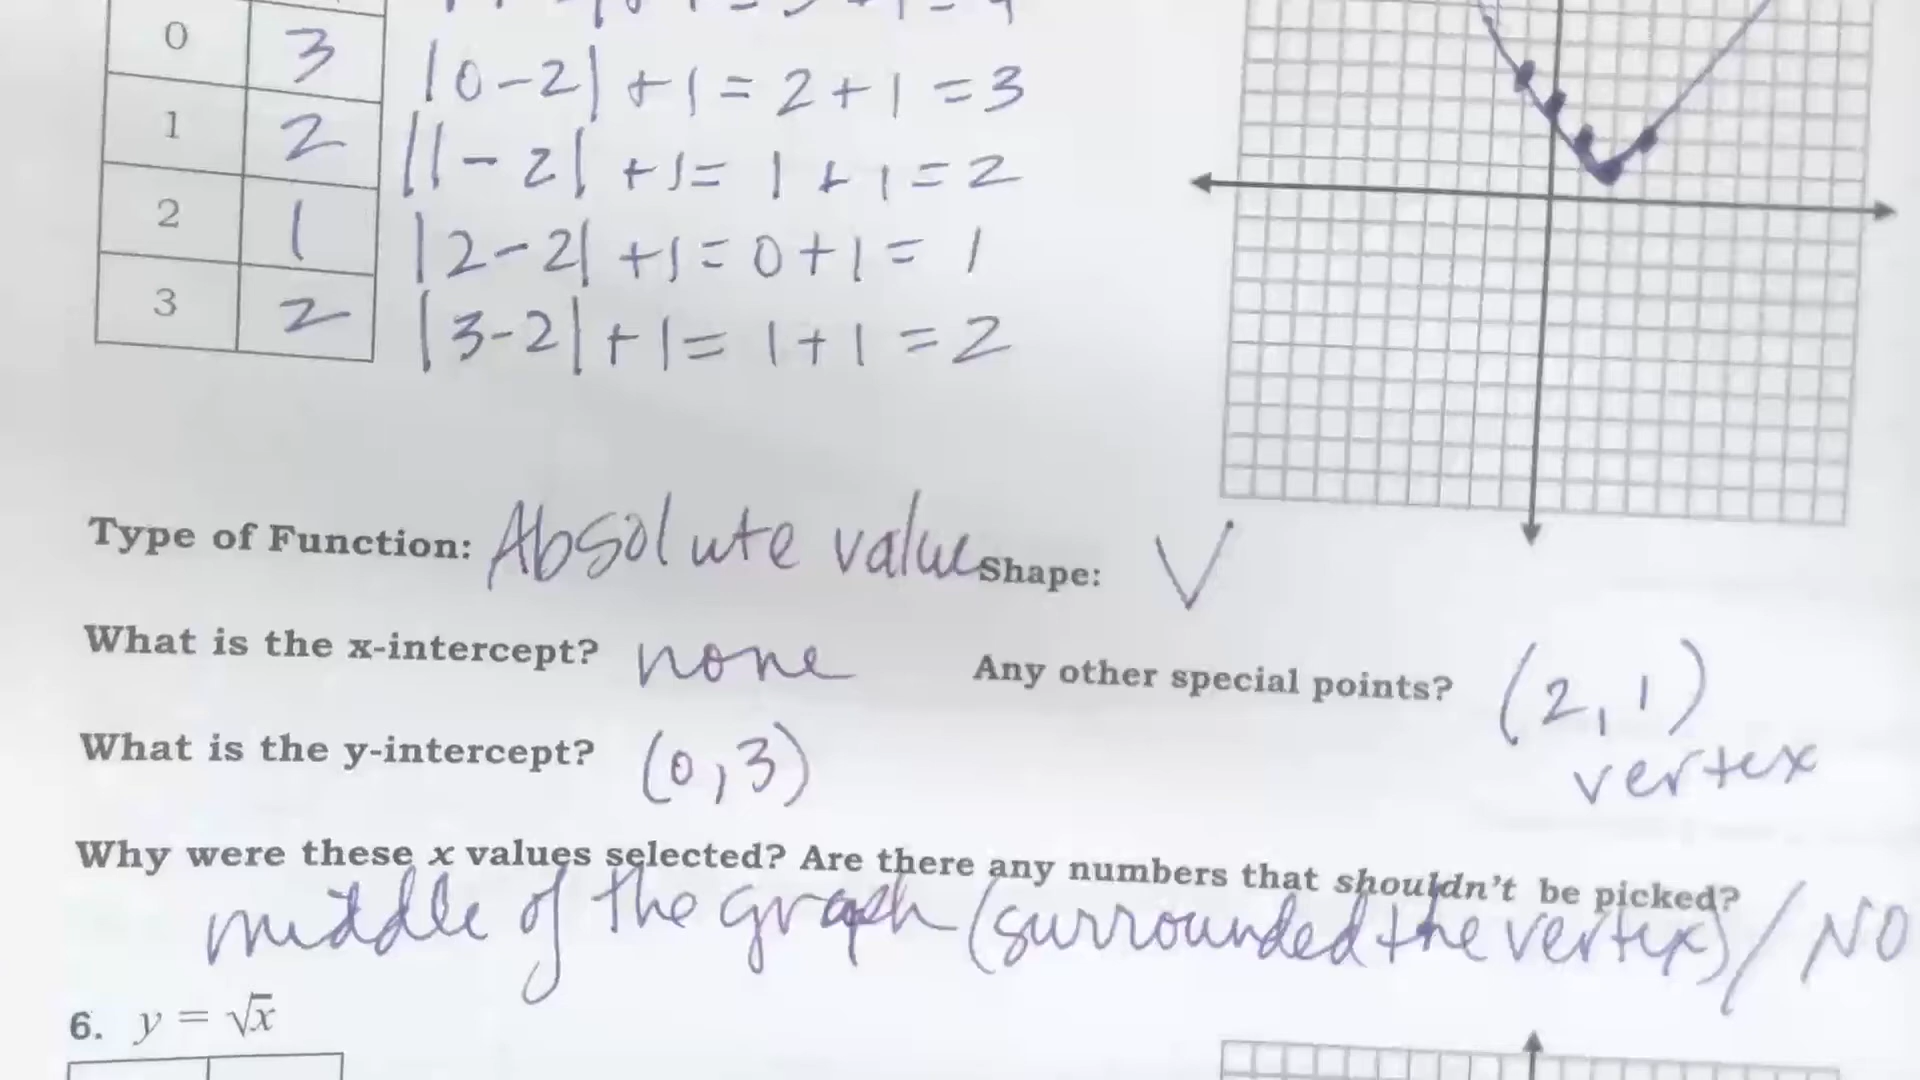 0 3 |0-2| +1 = 2+1 = 3
1 2 |1-2| +1 = 1+1 = 2
2 1 |2-2| +1 = 0+1 = 1
3 2 |3-2| +1 = 1+1 = 2
Type of Function: Absolute value Shape: V
What is the x-intercept? none Any other special points? (2,1)
vertex
What is the y-intercept? (0,3)
Why were these x values selected? Are there any numbers that shouldn't be picked?
middle of the graph (surrounded the vertex) / NO
6. y = √x